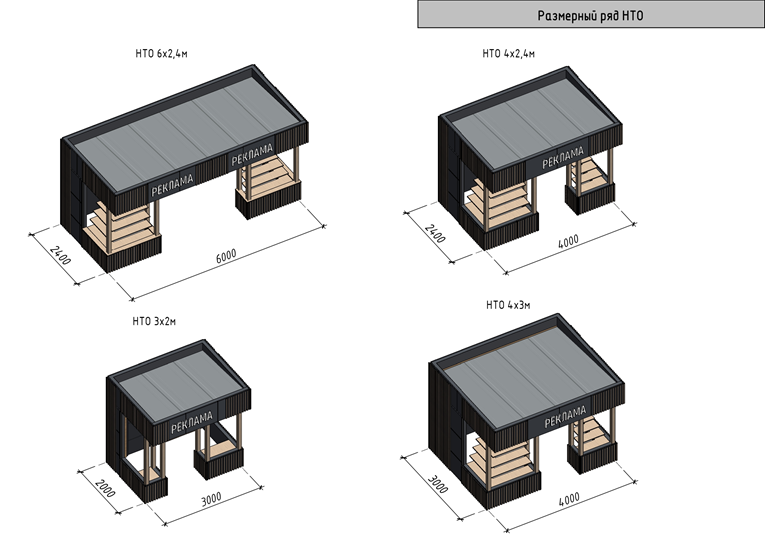 Размерный ряд НТО
НТО 6х2,4м
РЕКЛАМА
РЕКЛАМА
2400
6000
НТО 4х2,4м
РЕКЛАМА
2400
4000
НТО 3х2м
РЕКЛАМА
2000
3000
НТО 4х3м
РЕКЛАМА
3000
4000